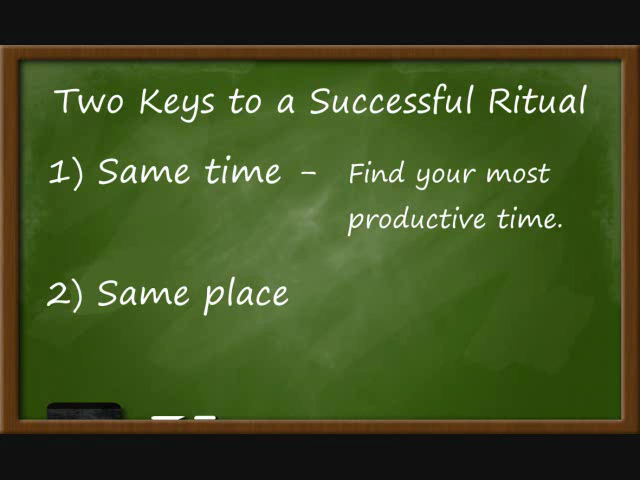 Two Keys to a Successful Ritual
1) Same time - Find your most
productive time.
2) Same place